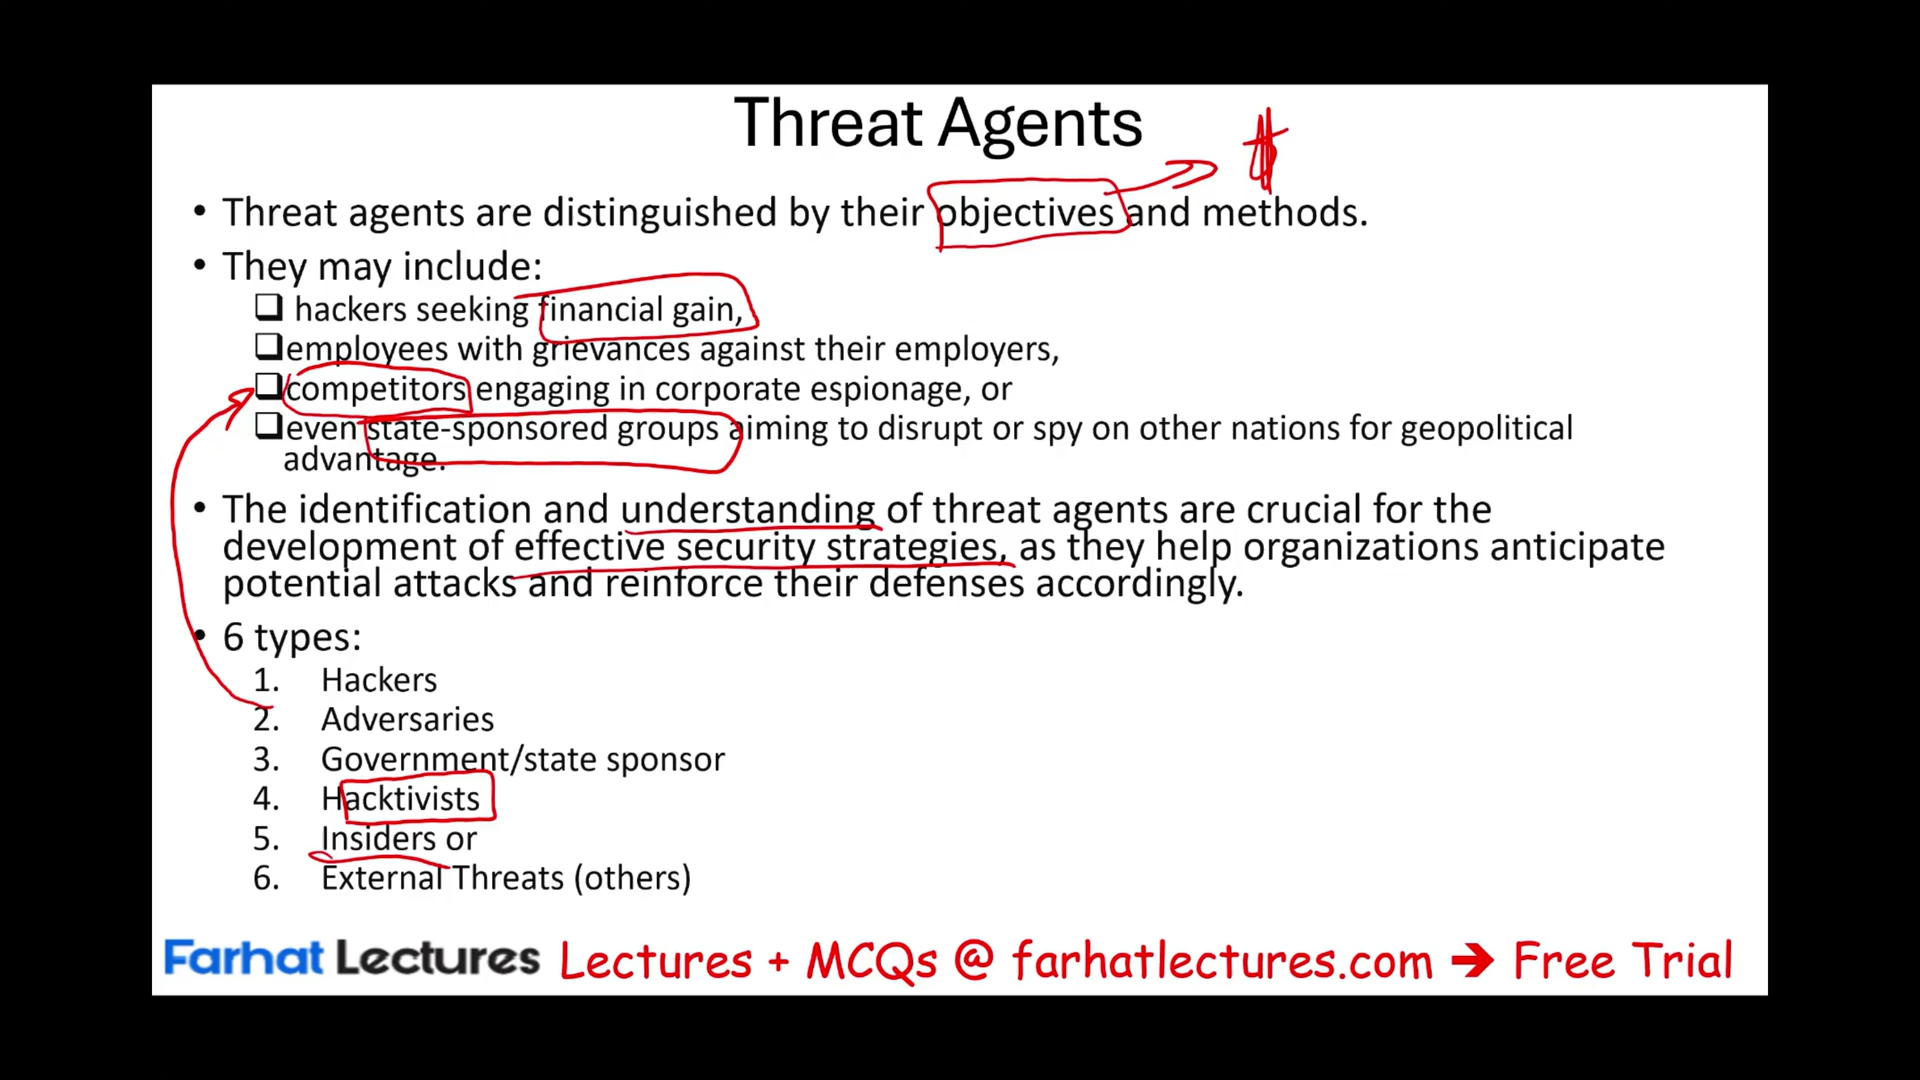 Threat Agents
$
• Threat agents are distinguished by their objectives and methods.
• They may include:
❑ hackers seeking financial gain,
❑employees with grievances against their employers,
❑competitors engaging in corporate espionage, or
❑even state-sponsored groups aiming to disrupt or spy on other nations for geopolitical
advantage.
• The identification and understanding of threat agents are crucial for the
development of effective security strategies, as they help organizations anticipate
potential attacks and reinforce their defenses accordingly.
• 6 types:
1. Hackers
2. Adversaries
3. Government/state sponsor
4. Hacktivists
5. Insiders or
6. External Threats (others)
Farhat Lectures Lectures + MCQs @ farhatlectures.com → Free Trial